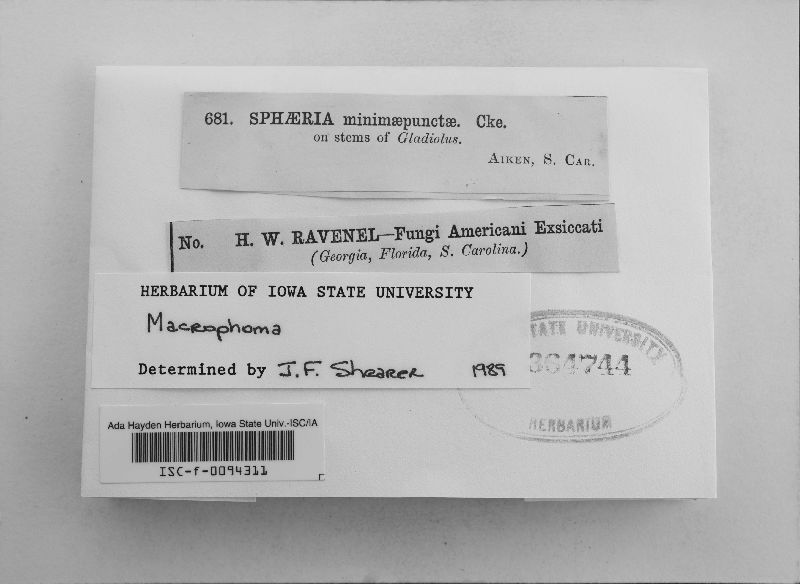 681. SPHÆRIA minimæpunctæ. Cke.
on stems of Gladiolus.
AIKEN, S. CAR.
No. H. W. RAVENEL—Fungi Americani Exsiccati
(Georgia, Florida, S. Carolina.)
HERBARIUM OF IOWA STATE UNIVERSITY
Macrophoma
Determined by J.F. Shearer 1989
STATE UNIVERSITY
364744
HERBARIUM
Ada Hayden Herbarium, Iowa State Univ.-ISC/IA
ISC-f-0094311